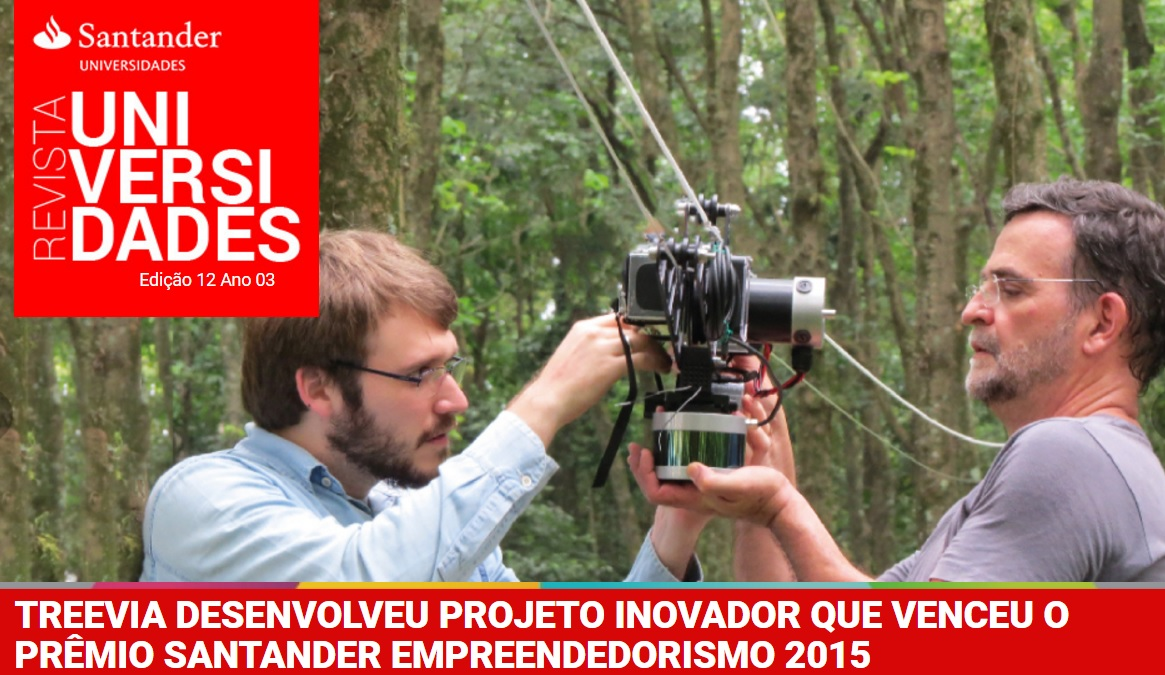 Santander
UNIVERSIDADES
REVISTA
UNI
VERSI
DADES
Edição 12 Ano 03
TREEVIA DESENVOLVEU PROJETO INOVADOR QUE VENCEU O
PRÊMIO SANTANDER EMPREENDEDORISMO 2015